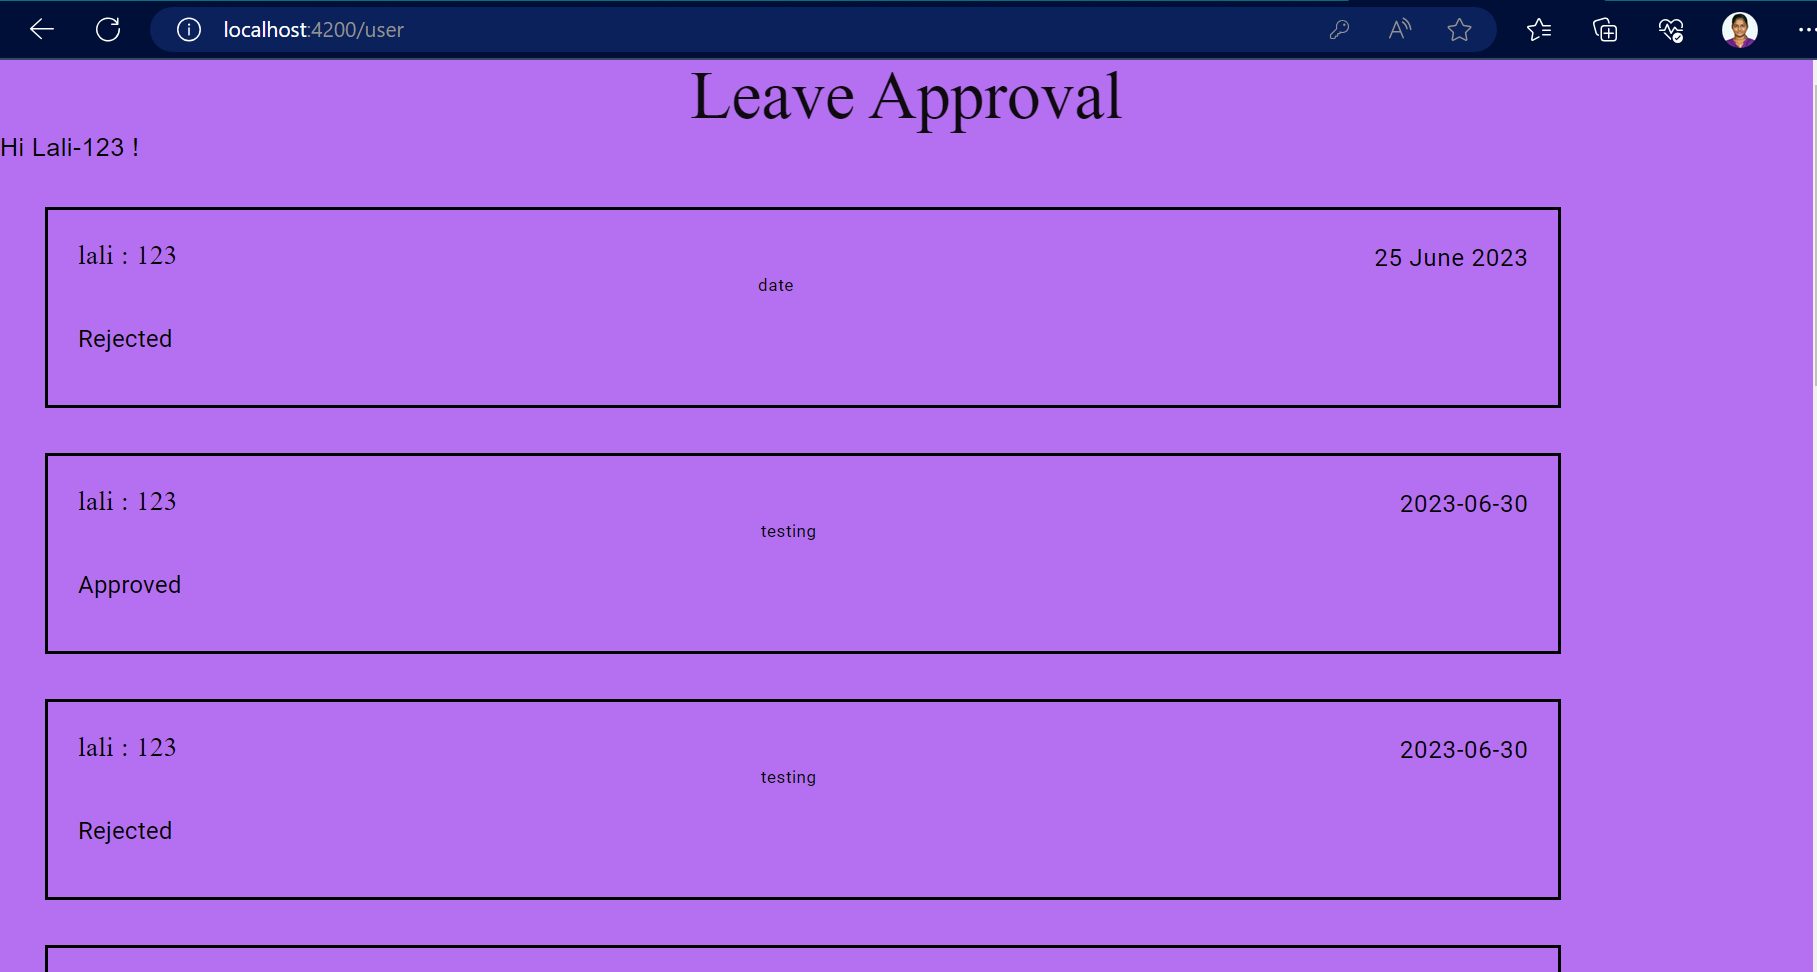 localhost:4200/user
Leave Approval
Hi Lali-123 !
lali : 123
25 June 2023
date
Rejected
lali : 123
2023-06-30
testing
Approved
lali : 123
2023-06-30
testing
Rejected